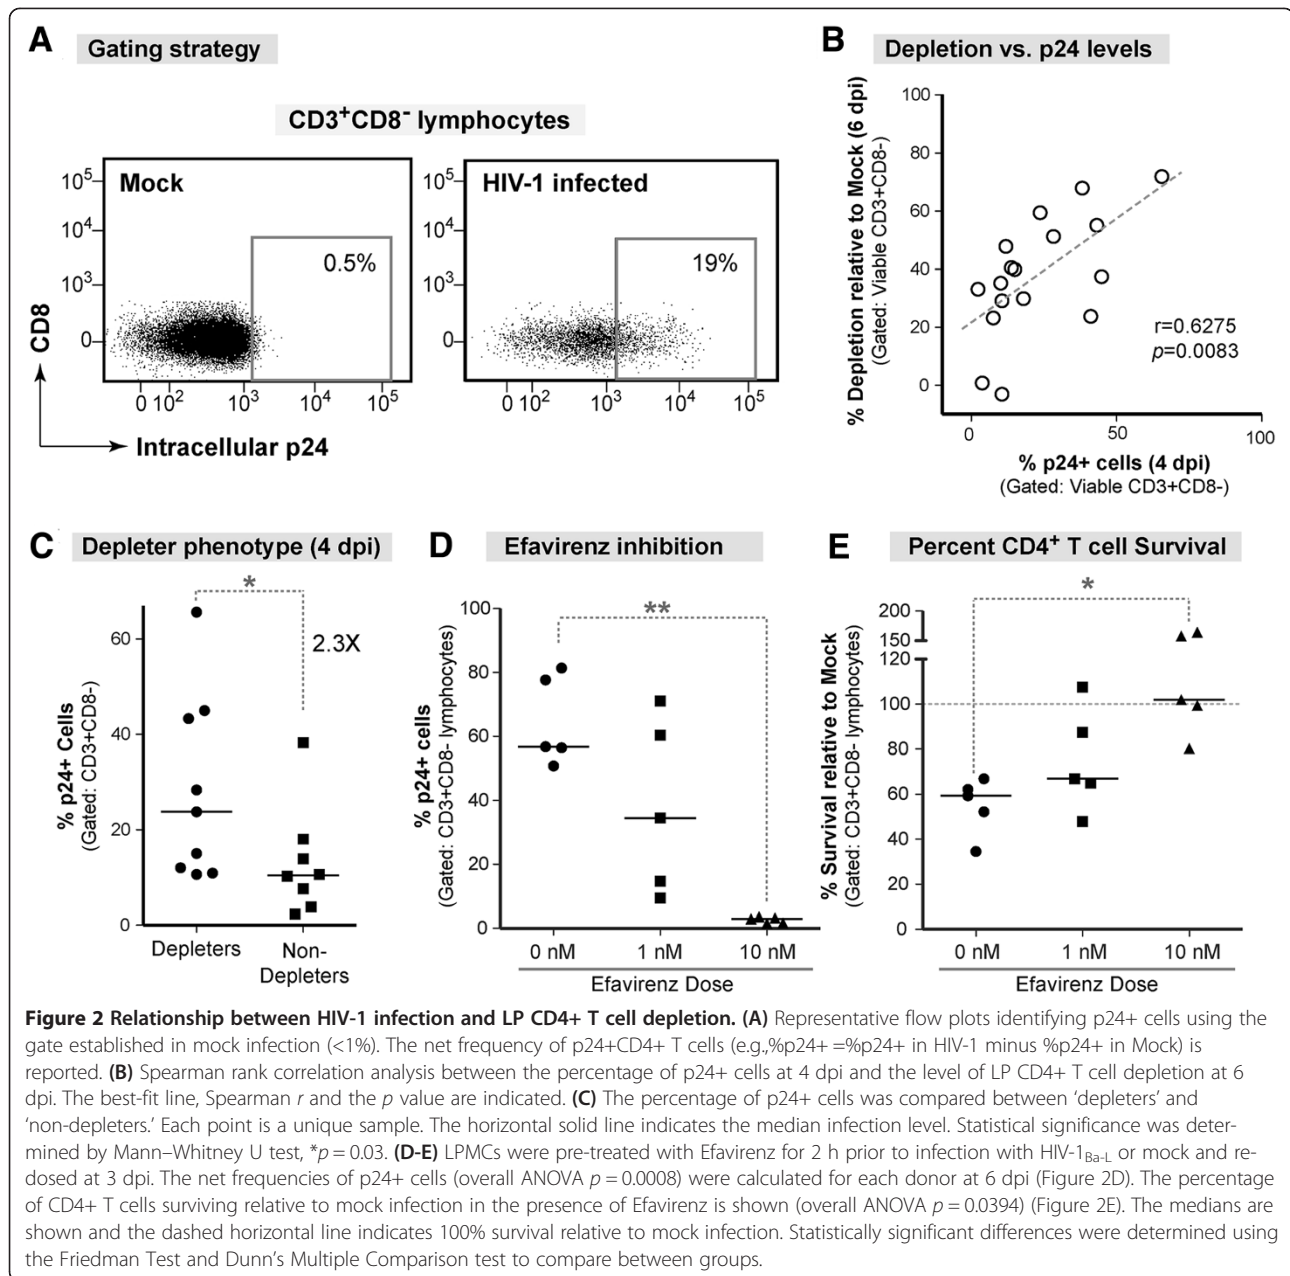 A Gating strategy
CD3+CD8- lymphocytes
Mock
0.5%
10^5
10^4
10^3
0
0 10^2 10^3 10^4 10^5
HIV-1 infected
19%
10^5
10^4
10^3
0
0 10^2 10^3 10^4 10^5
CD8
Intracellular p24
B Depletion vs. p24 levels
% Depletion relative to Mock (6 dpi)
(Gated: Viable CD3+CD8-)
100
80
60
40
20
0
r=0.6275
p=0.0083
0 50 100
% p24+ cells (4 dpi)
(Gated: Viable CD3+CD8-)
C Depleter phenotype (4 dpi)
% p24+ Cells
(Gated: CD3+CD8-)
60
40
20
0
*
2.3X
Depleters
Non-
Depleters
D Efavirenz inhibition
% p24+ cells
(Gated: CD3+CD8- lymphocytes)
100
80
60
40
20
0
**
0 nM 1 nM 10 nM
Efavirenz Dose
E Percent CD4+ T cell Survival
% Survival relative to Mock
(Gated: CD3+CD8- lymphocytes)
200
150
120
100
80
60
40
20
0
*
0 nM 1 nM 10 nM
Efavirenz Dose
Figure 2 Relationship between HIV-1 infection and LP CD4+ T cell depletion. (A) Representative flow plots identifying p24+ cells using the
gate established in mock infection (<1%). The net frequency of p24+CD4+ T cells (e.g.,%p24+ =%p24+ in HIV-1 minus %p24+ in Mock) is
reported. (B) Spearman rank correlation analysis between the percentage of p24+ cells at 4 dpi and the level of LP CD4+ T cell depletion at 6
dpi. The best-fit line, Spearman r and the p value are indicated. (C) The percentage of p24+ cells was compared between ‘depleters’ and
‘non-depleters.’ Each point is a unique sample. The horizontal solid line indicates the median infection level. Statistical significance was deter-
mined by Mann–Whitney U test, *p = 0.03. (D-E) LPMCs were pre-treated with Efavirenz for 2 h prior to infection with HIV-1Ba-L or mock and re-
dosed at 3 dpi. The net frequencies of p24+ cells (overall ANOVA p = 0.0008) were calculated for each donor at 6 dpi (Figure 2D). The percentage
of CD4+ T cells surviving relative to mock infection in the presence of Efavirenz is shown (overall ANOVA p = 0.0394) (Figure 2E). The medians are
shown and the dashed horizontal line indicates 100% survival relative to mock infection. Statistically significant differences were determined using
the Friedman Test and Dunn’s Multiple Comparison test to compare between groups.